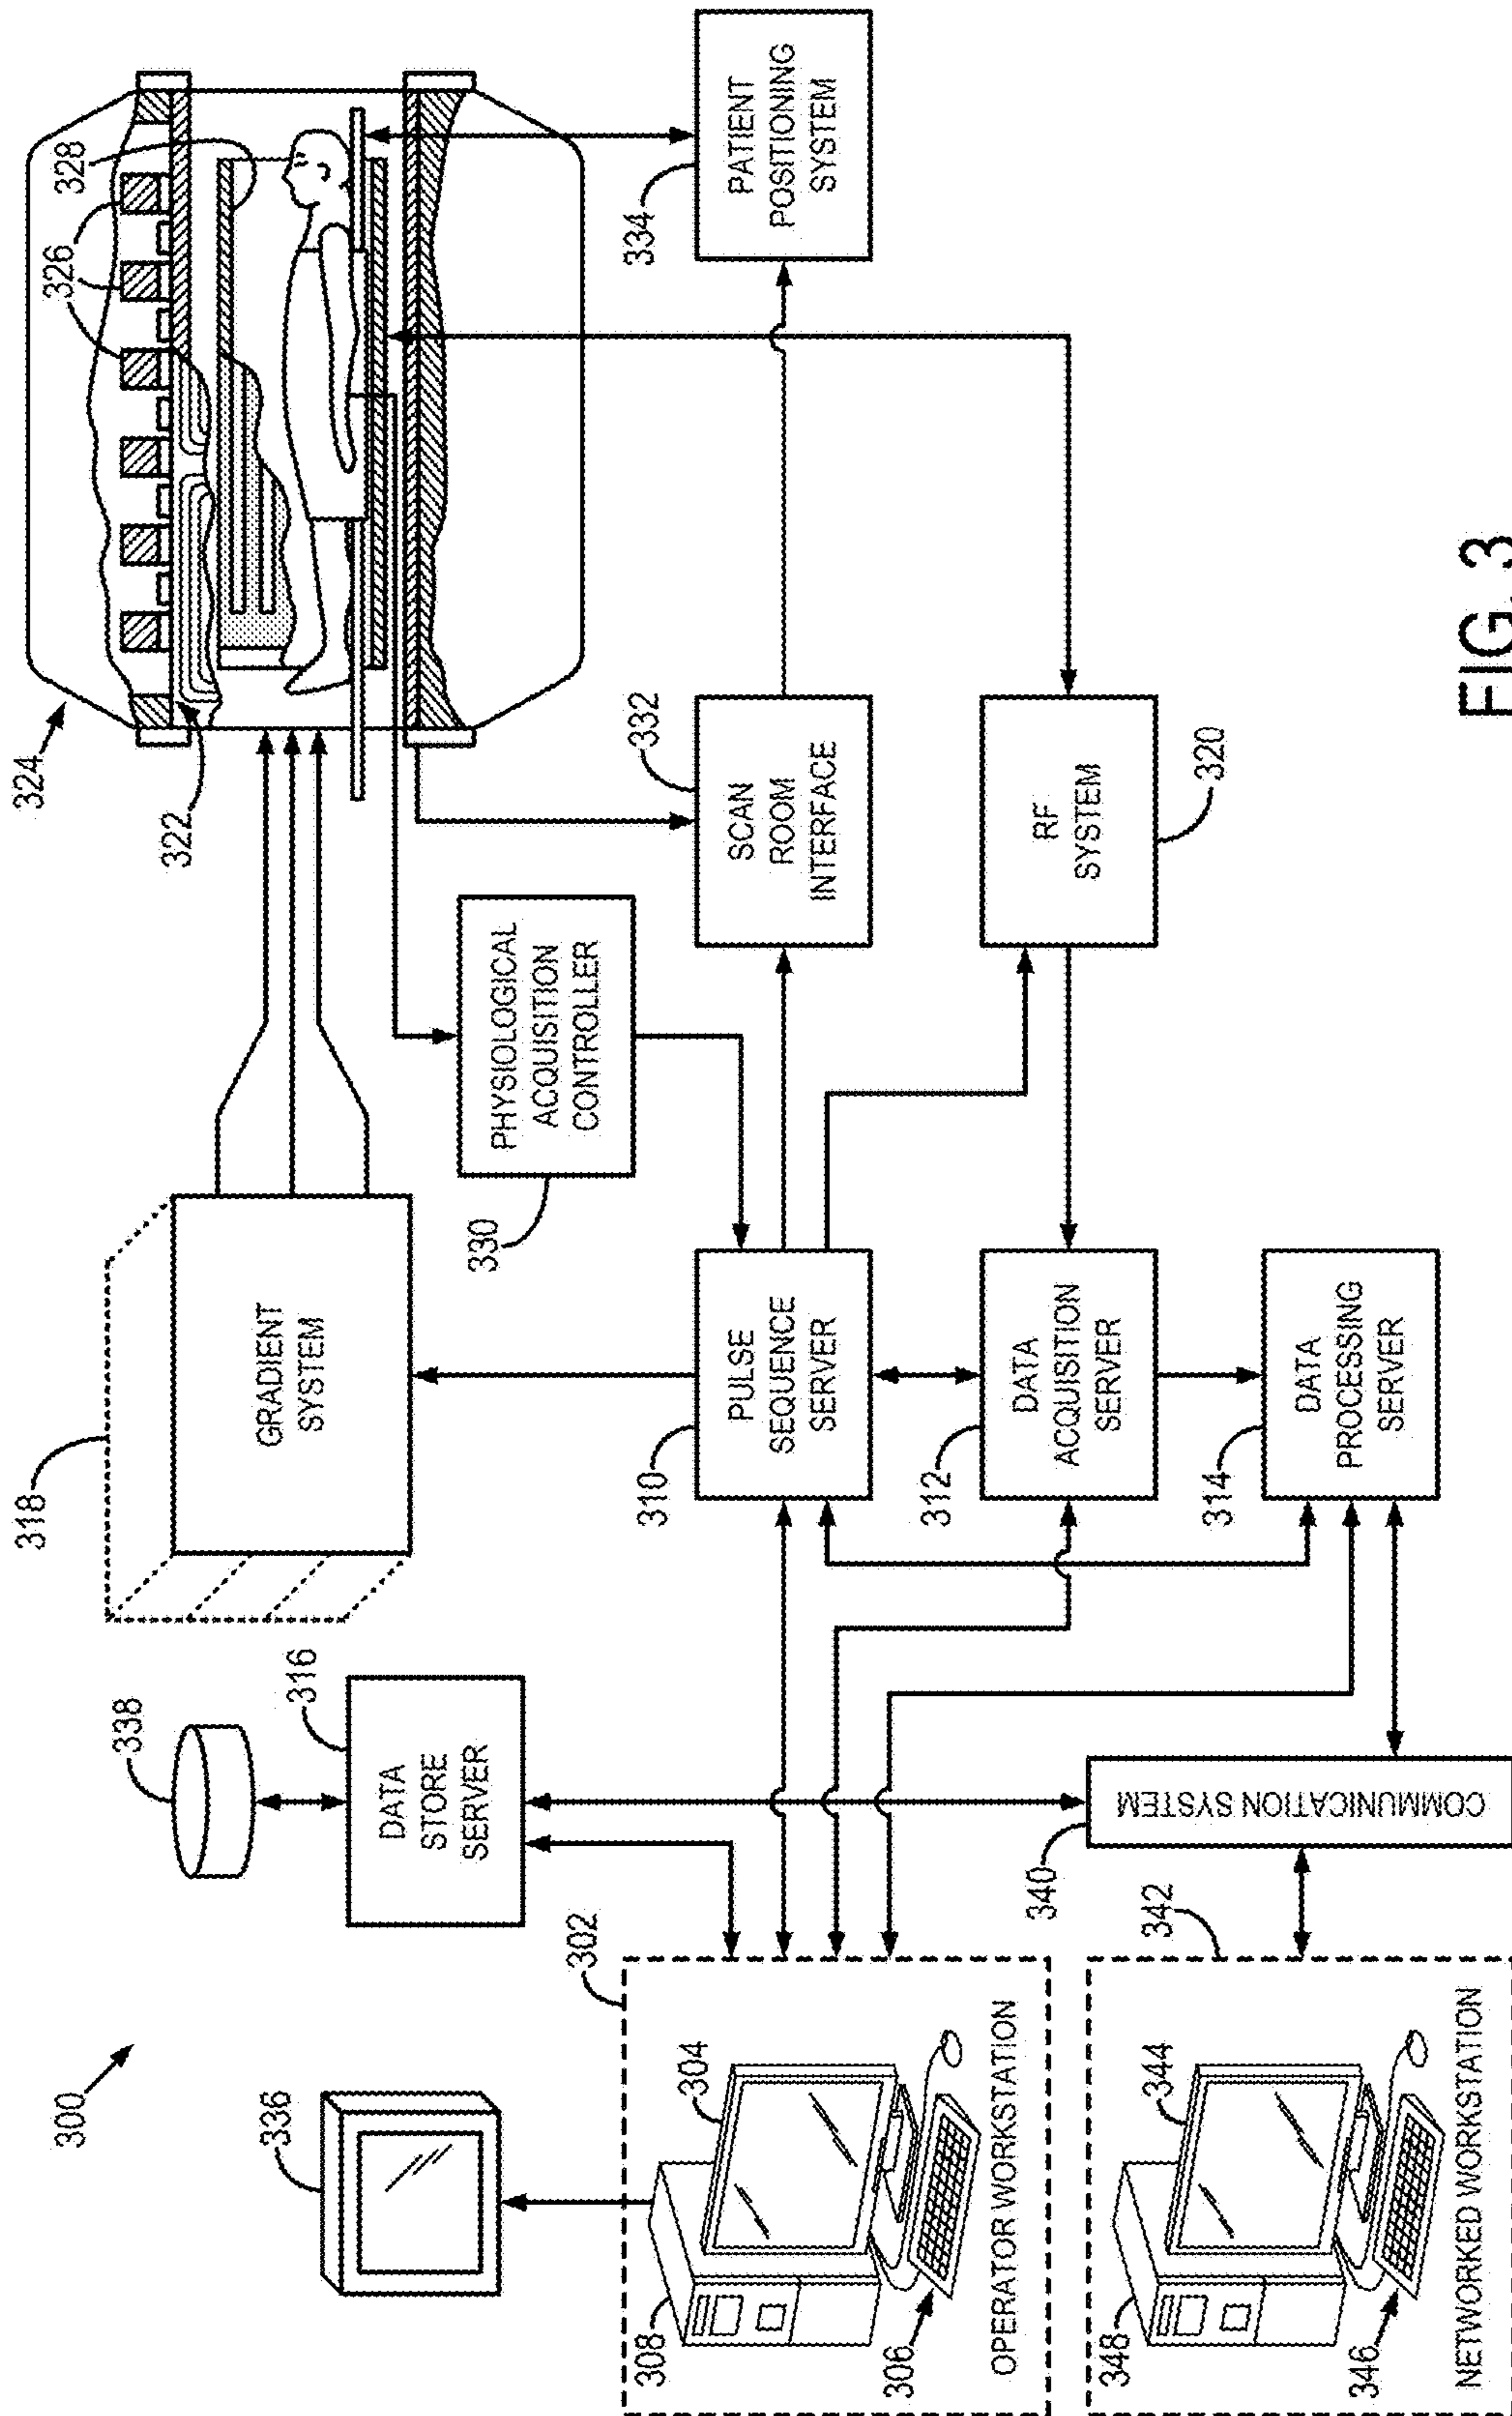 300
336
338
318
324
322
326
328
GRADIENT
SYSTEM
316
DATA
STORE
SERVER
330
PHYSIOLOGICAL
ACQUISITION
CONTROLLER
302
308
304
306
OPERATOR WORKSTATION
310
PULSE
SEQUENCE
SERVER
332
SCAN
ROOM
INTERFACE
334
PATIENT
POSITIONING
SYSTEM
312
DATA
ACQUISITION
SERVER
RF
SYSTEM
320
340
COMMUNICATION SYSTEM
314
DATA
PROCESSING
SERVER
342
348
344
346
NETWORKED WORKSTATION
FIG. 3